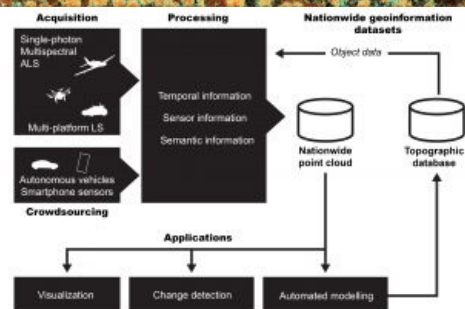 Acquisition
Processing
Nationwide geoinformation
datasets
Single-photon
Multispectral
ALS
Multi-platform LS
Autonomous vehicles
Smartphone sensors
Crowdsourcing
Temporal information
Sensor information
Semantic information
Object data
Nationwide
point cloud
Topographic
database
Applications
Visualization
Change detection
Automated modelling